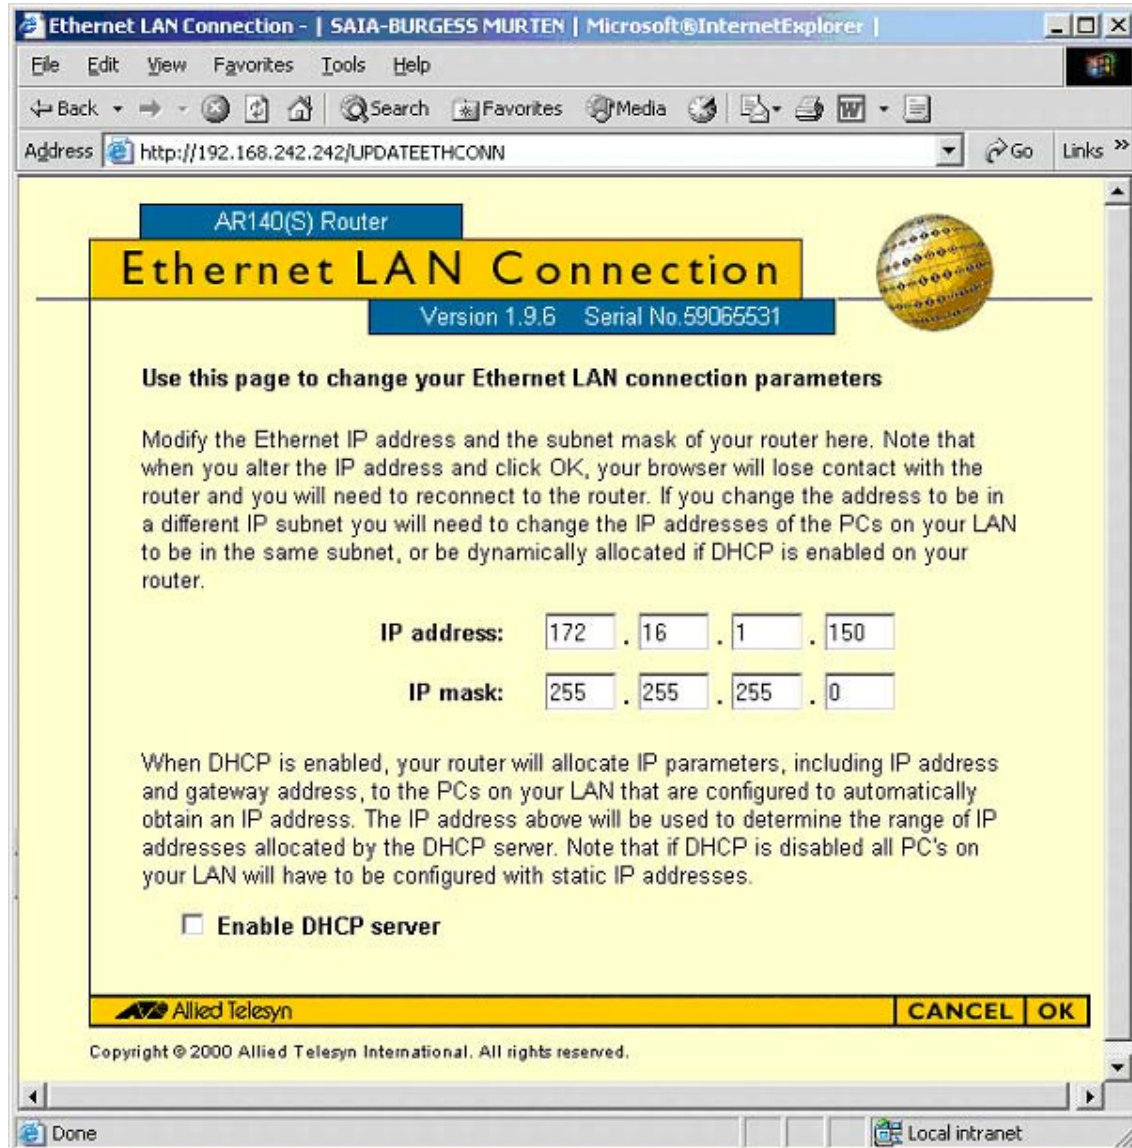 Ethernet LAN Connection - | SAIA-BURGESS MURTEN | Microsoft®InternetExplorer |
File Edit View Favorites Tools Help
Back Search Favorites Media
Address http://192.168.242.242/UPDATEETHCONN Go Links »
AR140(S) Router
Ethernet LAN Connection
Version 1.9.6 Serial No.59065531
Use this page to change your Ethernet LAN connection parameters
Modify the Ethernet IP address and the subnet mask of your router here. Note that
when you alter the IP address and click OK, your browser will lose contact with the
router and you will need to reconnect to the router. If you change the address to be in
a different IP subnet you will need to change the IP addresses of the PCs on your LAN
to be in the same subnet, or be dynamically allocated if DHCP is enabled on your
router.
IP address: 172 . 16 . 1 . 150
IP mask: 255 . 255 . 255 . 0
When DHCP is enabled, your router will allocate IP parameters, including IP address
and gateway address, to the PCs on your LAN that are configured to automatically
obtain an IP address. The IP address above will be used to determine the range of IP
addresses allocated by the DHCP server. Note that if DHCP is disabled all PC's on
your LAN will have to be configured with static IP addresses.
Enable DHCP server
Allied Telesyn CANCEL OK
Copyright © 2000 Allied Telesyn International. All rights reserved.
Done Local intranet